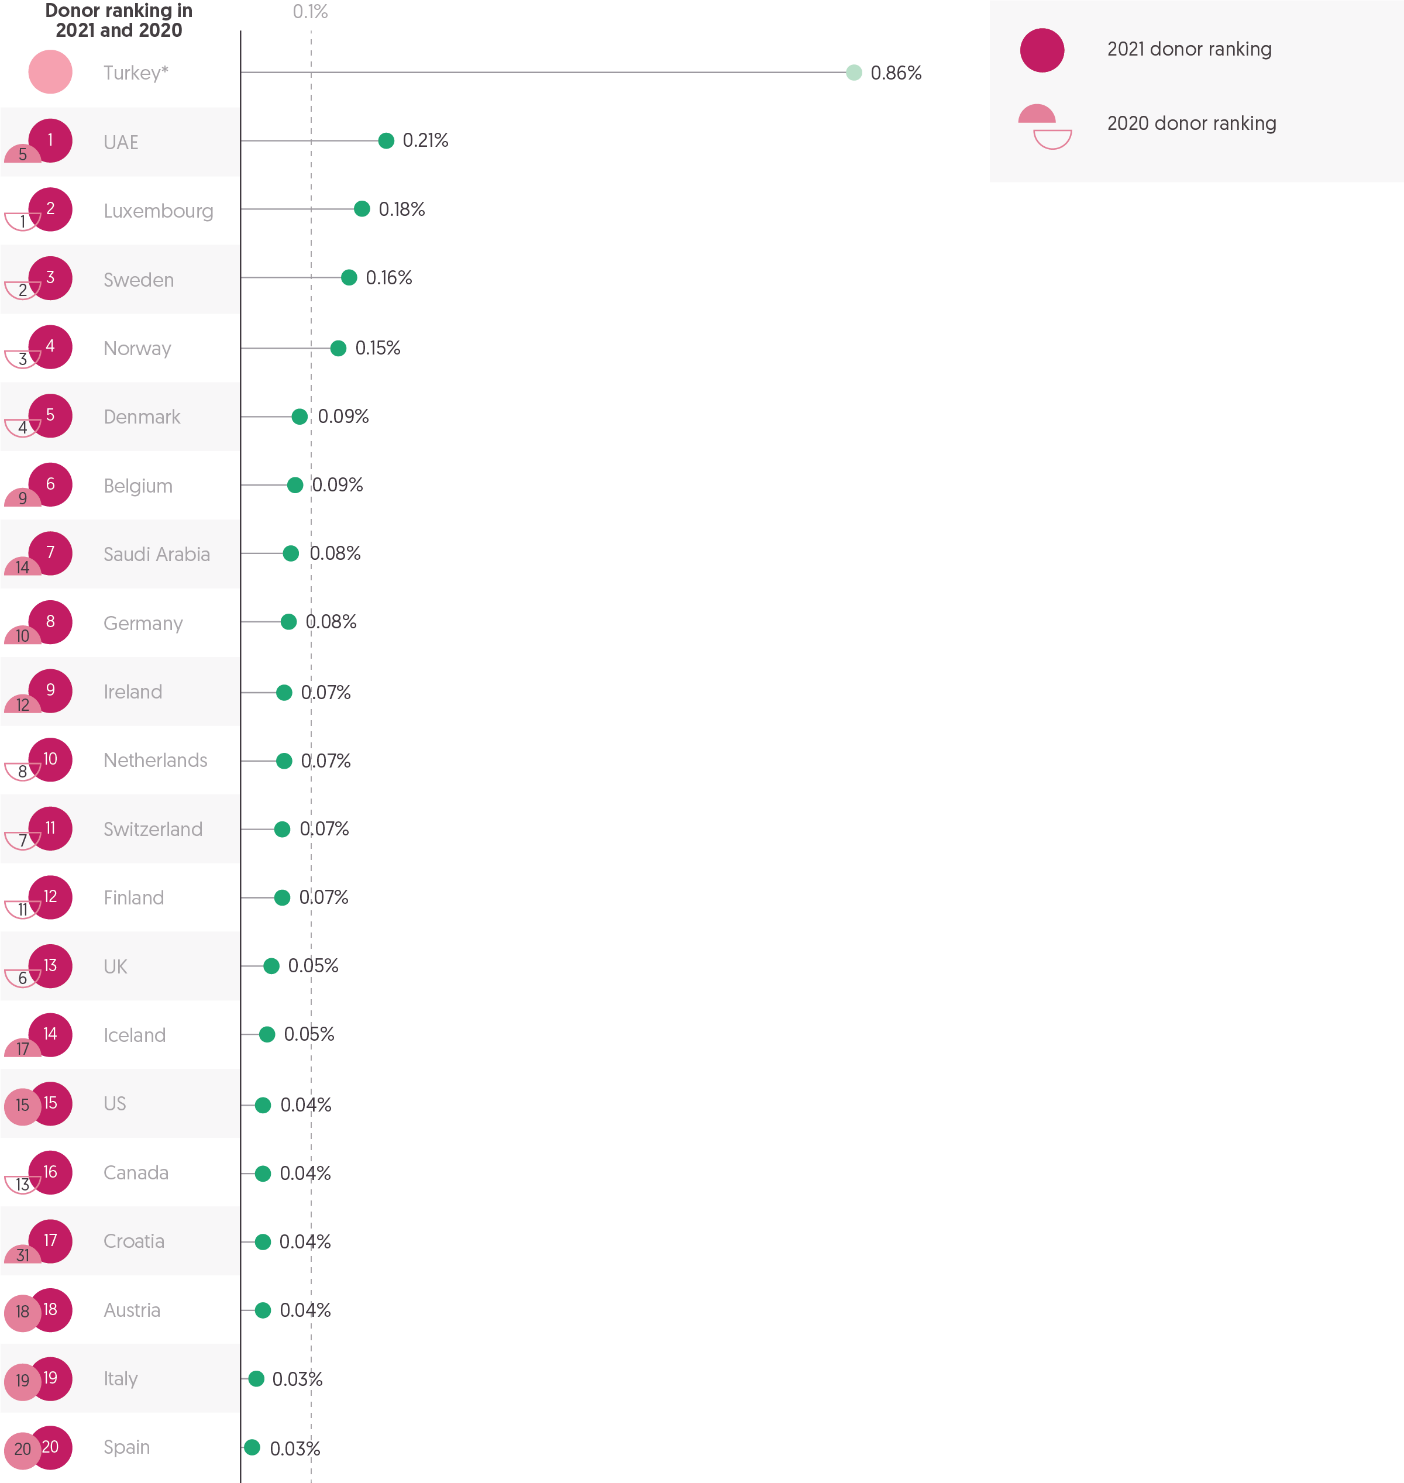 Donor ranking in
2021 and 2020
0.1%
2021 donor ranking
2020 donor ranking
Turkey* 0.86%
5 1 UAE 0.21%
1 2 Luxembourg 0.18%
2 3 Sweden 0.16%
3 4 Norway 0.15%
4 5 Denmark 0.09%
9 6 Belgium 0.09%
14 7 Saudi Arabia 0.08%
10 8 Germany 0.08%
12 9 Ireland 0.07%
8 10 Netherlands 0.07%
7 11 Switzerland 0.07%
11 12 Finland 0.07%
6 13 UK 0.05%
17 14 Iceland 0.05%
15 15 US 0.04%
13 16 Canada 0.04%
31 17 Croatia 0.04%
18 18 Austria 0.04%
19 19 Italy 0.03%
20 20 Spain 0.03%